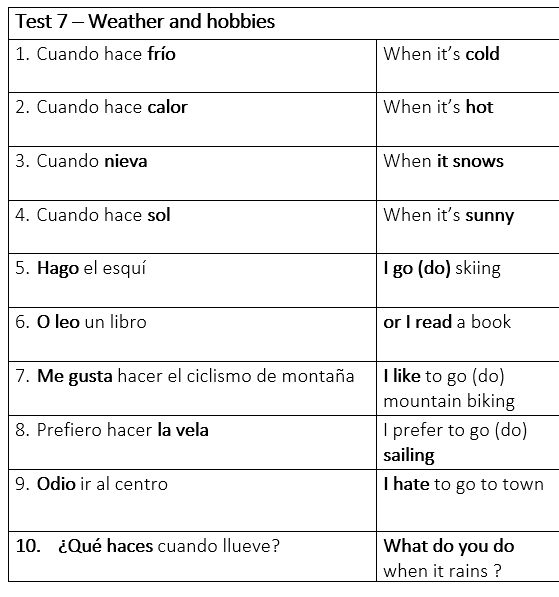 Test 7 – Weather and hobbies
1. Cuando hace frío
When it's cold
2. Cuando hace calor
When it's hot
3. Cuando nieva
When it snows
4. Cuando hace sol
When it's sunny
5. Hago el esquí
I go (do) skiing
6. O leo un libro
or I read a book
7. Me gusta hacer el ciclismo de montaña
I like to go (do)
mountain biking
8. Prefiero hacer la vela
I prefer to go (do)
sailing
9. Odio ir al centro
I hate to go to town
10. ¿Qué haces cuando llueve?
What do you do
when it rains ?